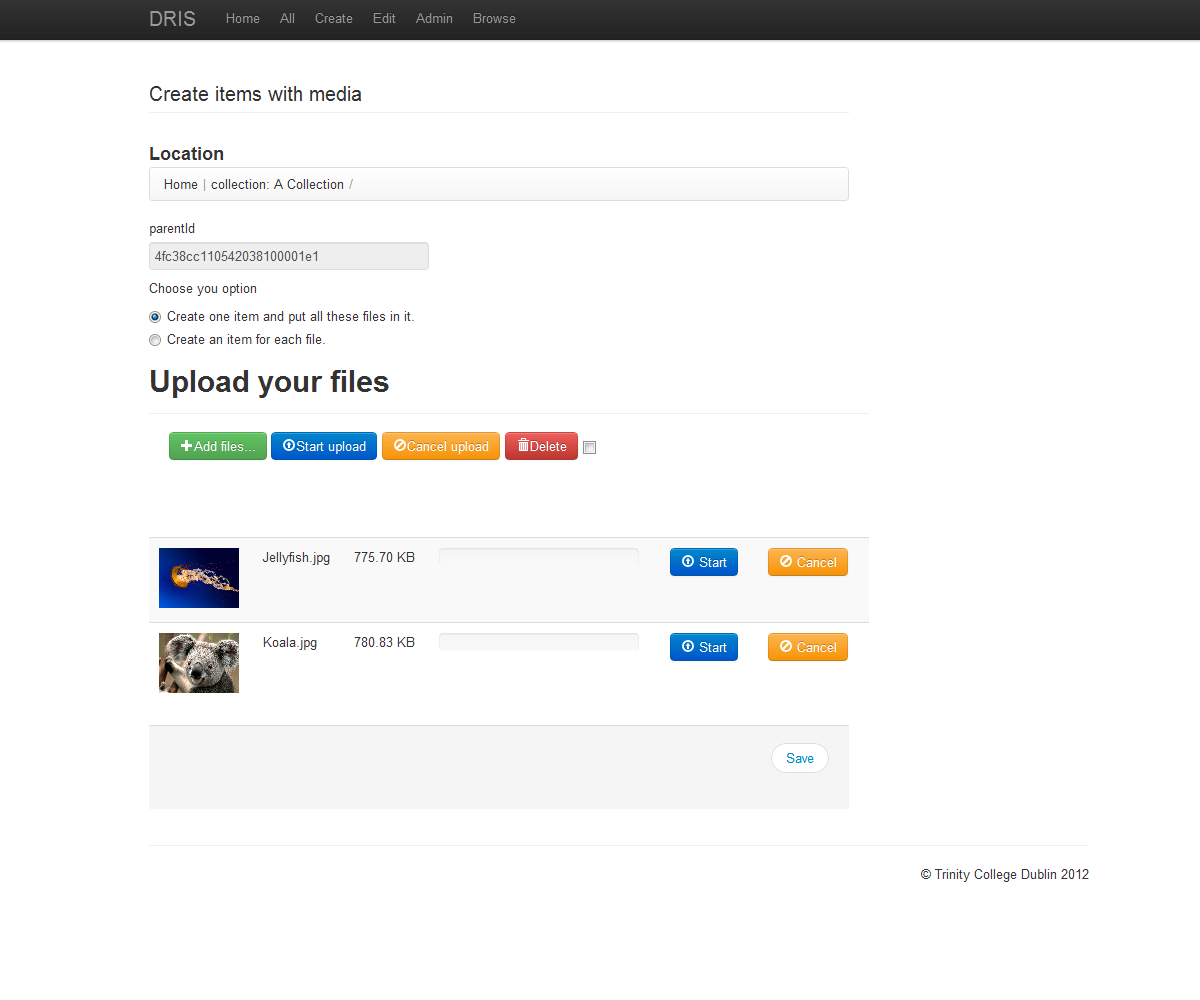 DRIS Home All Create Edit Admin Browse
Create items with media
Location
Home | collection: A Collection /
parentId
4fc38cc110542038100001e1
Choose you option
Create one item and put all these files in it.
Create an item for each file.
Upload your files
Add files... Start upload Cancel upload Delete
Jellyfish.jpg 775.70 KB Start Cancel
Koala.jpg 780.83 KB Start Cancel
Save
© Trinity College Dublin 2012